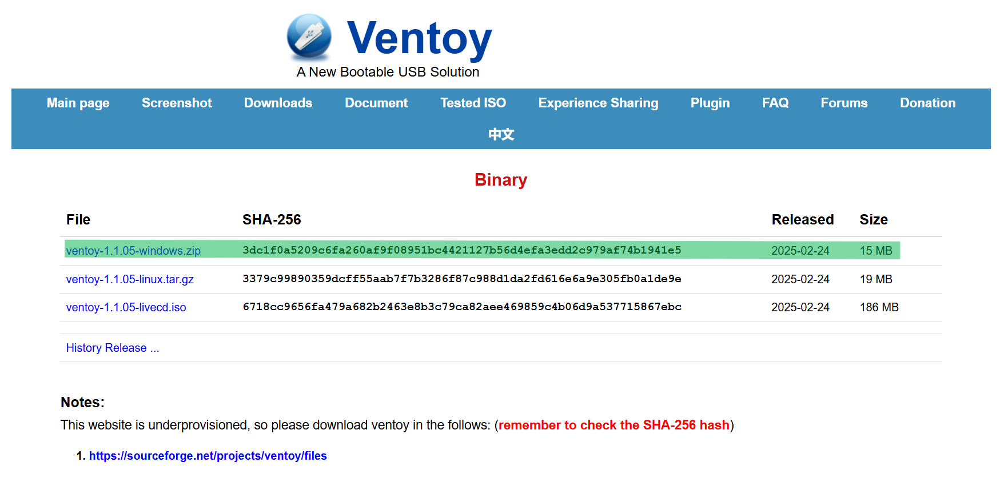 Ventoy
A New Bootable USB Solution
Main page Screenshot Downloads Document Tested ISO Experience Sharing Plugin FAQ Forums Donation
中文
Binary
File SHA-256 Released Size
ventoy-1.1.05-windows.zip 3dc1f0a5209c6fa260af9f08951bc4421127b56d4efa3edd2c979af74b1941e5 2025-02-24 15 MB
ventoy-1.1.05-linux.tar.gz 3379c99890359dcff55aab7f7b3286f87c988d1da2fd616e6a9e305fb0a1de9e 2025-02-24 19 MB
ventoy-1.1.05-livecd.iso 6718cc9656fa479a682b2463e8b3c79ca82aee469859c4b06d9a537715867ebc 2025-02-24 186 MB
History Release ...
Notes:
This website is underprovisioned, so please download ventoy in the follows: (remember to check the SHA-256 hash)
1. https://sourceforge.net/projects/ventoy/files